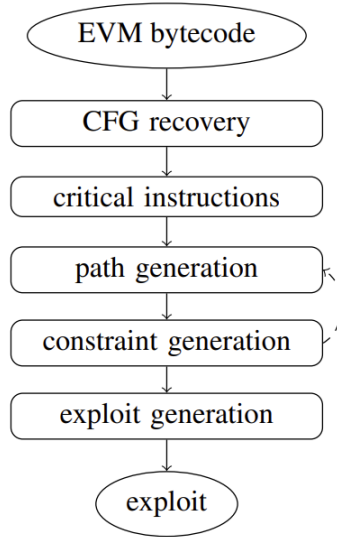 EVM bytecode
CFG recovery
critical instructions
path generation
constraint generation
exploit generation
exploit